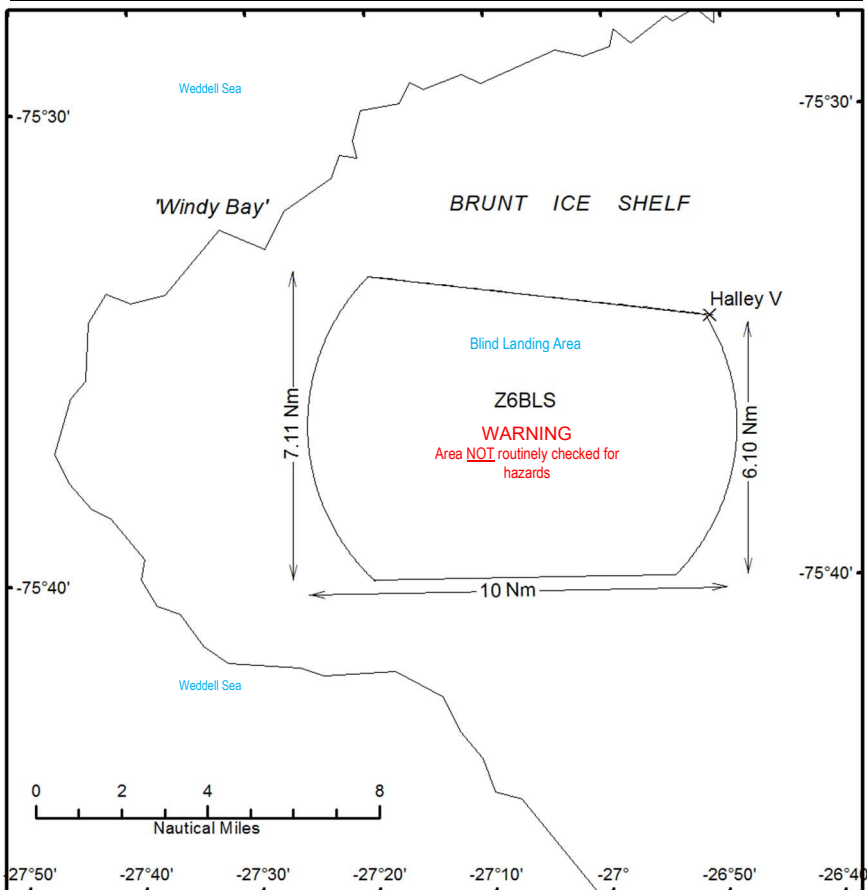 Weddell Sea
-75°30'
-75°30'
'Windy Bay'
BRUNT ICE SHELF
Halley V
Blind Landing Area
7.11 Nm
Z6BLS
6.10 Nm
WARNING
Area NOT routinely checked for
hazards
-75°40'
-75°40'
10 Nm
Weddell Sea
0 2 4 8
Nautical Miles
-27°50' -27°40' -27°30' -27°20' -27°10' -27° -26°50' -26°4